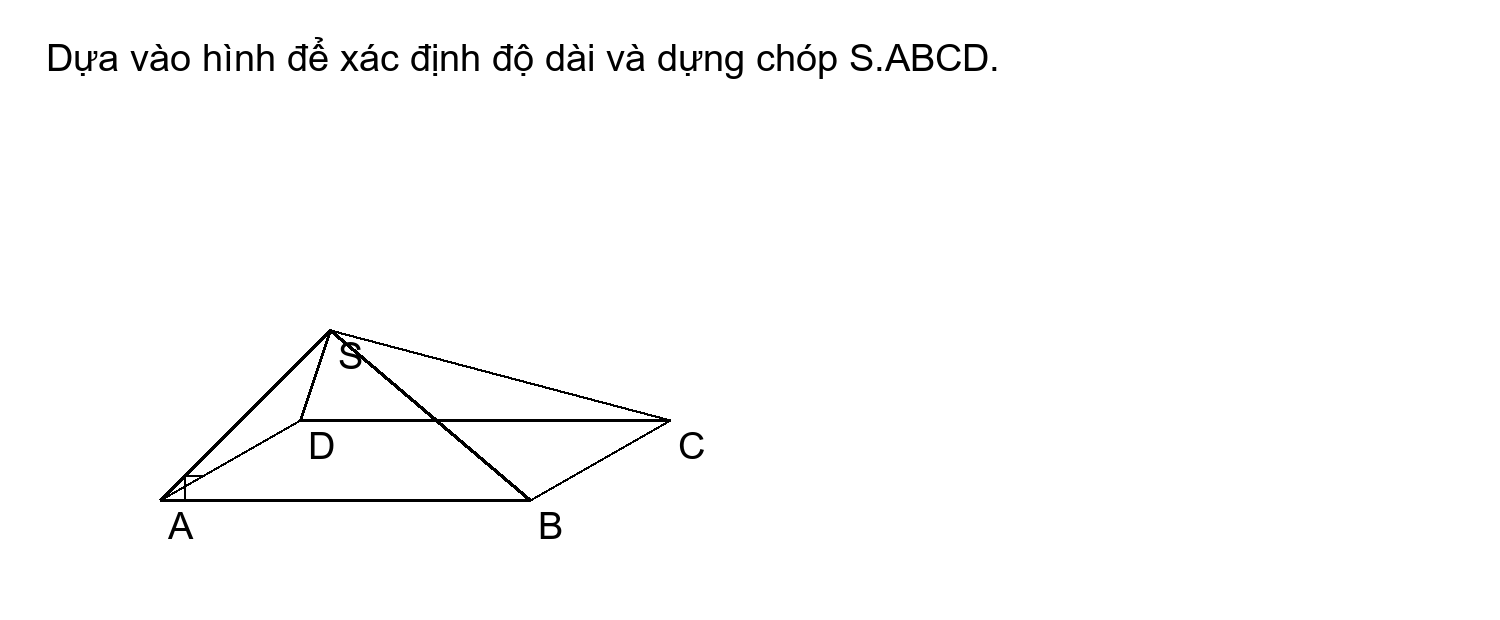 Dựa vào hình để xác định độ dài và dựng chóp S.ABCD.
S
D
C
A
B